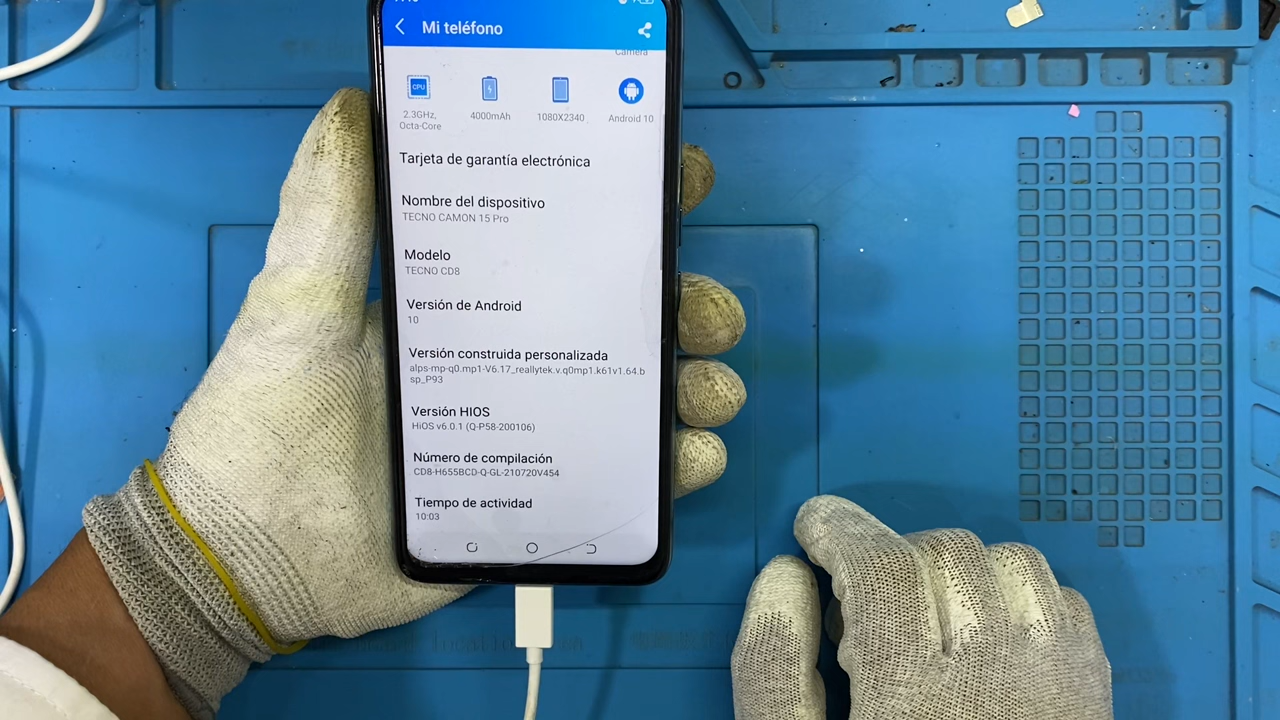 Mi teléfono
Camera
CPU
2.3GHz,
Octa-Core
4000mAh
1080X2340
Android 10
Tarjeta de garantía electrónica
Nombre del dispositivo
TECNO CAMON 15 Pro
Modelo
TECNO CD8
Versión de Android
10
Versión construida personalizada
alps-mp-q0.mp1-V6.17_reallytek.v.q0mp1.k61v1.64.b
sp_P93
Versión HIOS
HiOS v6.0.1 (Q-P58-200106)
Número de compilación
CD8-H655BCD-Q-GL-210720V454
Tiempo de actividad
10:03